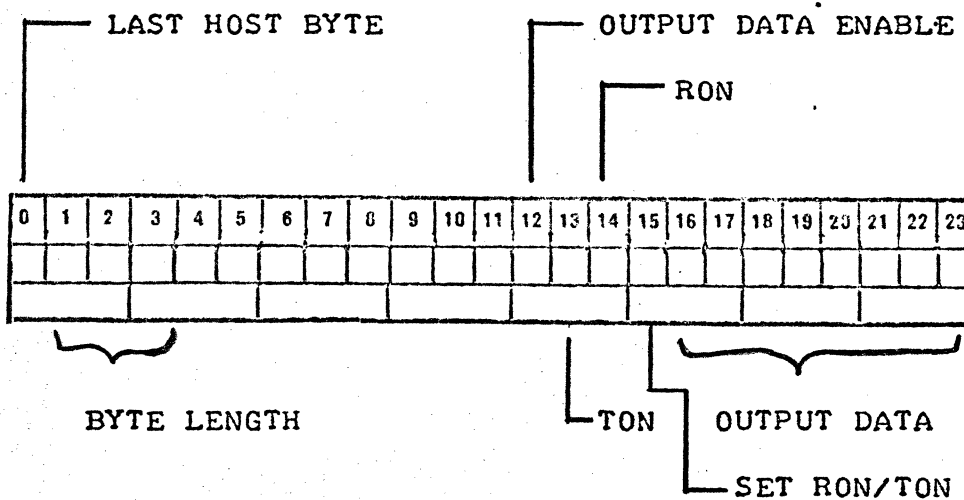 LAST HOST BYTE
OUTPUT DATA ENABLE
RON
0 1 2 3 4 5 6 7 8 9 10 11 12 13 14 15 16 17 18 19 20 21 22 23
BYTE LENGTH
TON
OUTPUT DATA
SET RON/TON